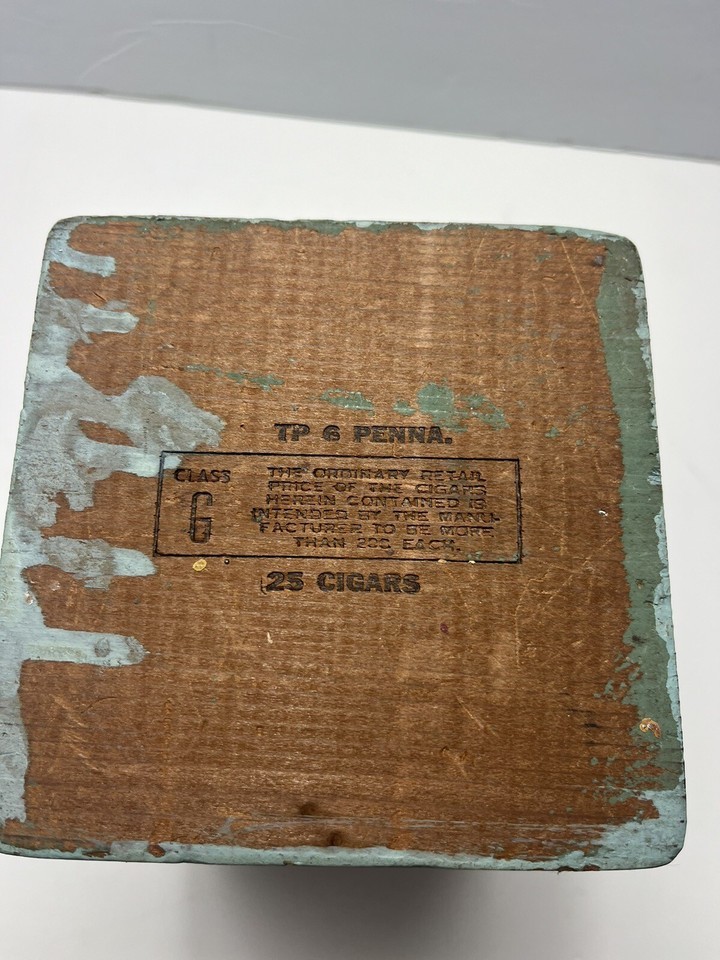 TP 6 PENNA.
CLASS
G
THE ORDINARY RETAIL
PRICE OF THE CIGARS
HEREIN CONTAINED IS
INTENDED BY THE MANU-
FACTURER TO BE MORE
THAN 20¢ EACH.
25 CIGARS